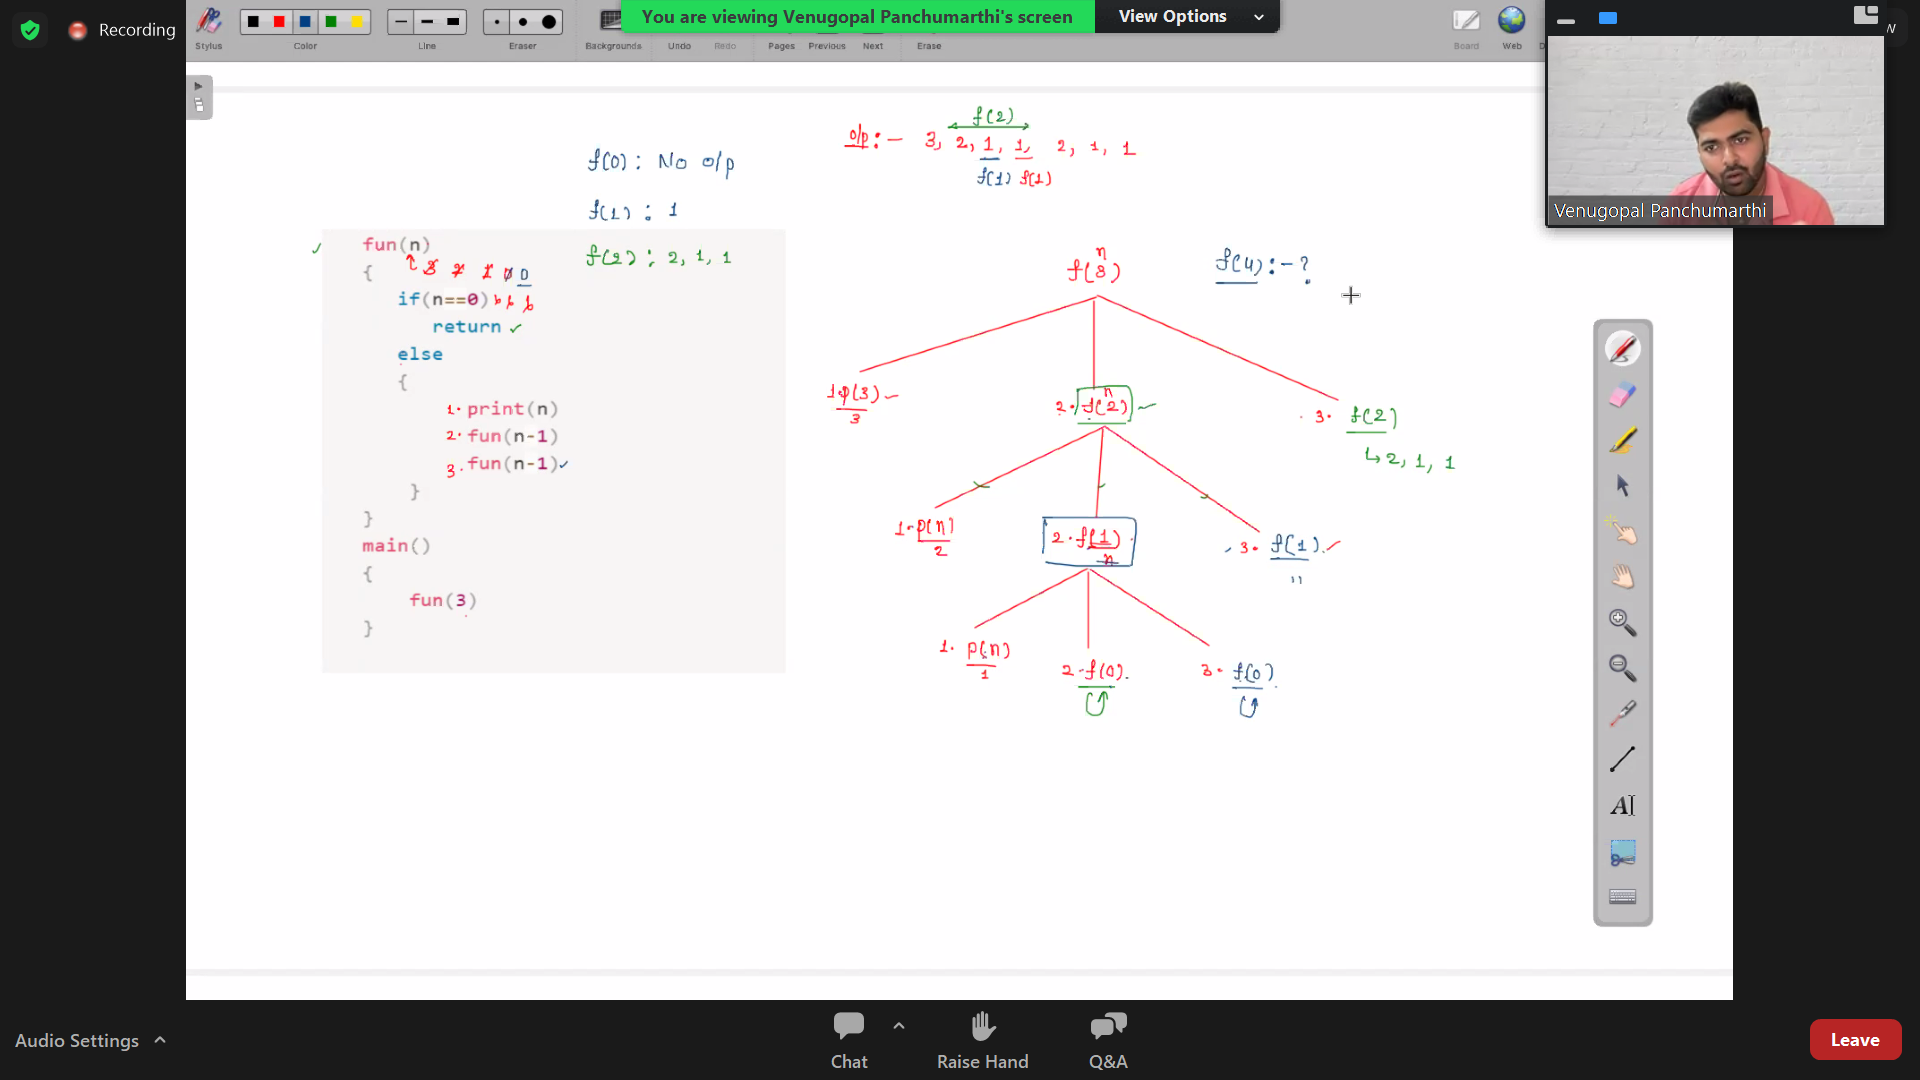 Recording
Stylus
Color
Line
Eraser
Backgrounds
Undo
Redo
Pages
Previous
Next
Erase
Board
Web
You are viewing Venugopal Panchumarthi's screen
View Options
Venugopal Panchumarthi
f(2)
o/p:- 3, 2, 1, 1, 2, 1, 1
f(1) f(1)
f(0): No o/p
f(1) : 1
f(2) : 2, 1, 1
fun(n)
3 2 1 0 0
{
if(n==0)
return
else
{
1. print(n)
2. fun(n-1)
3. fun(n-1)
}
}
main()
{
fun(3)
}
n
f(3)
f(4):-?
1.p(3)
3
n
2. f(2)
3. f(2)
2, 1, 1
1.p(n)
2
2.f(1)
n
3. f(1)
"
1. p(n)
1
2.f(0)
3. f(0)
AI
Audio Settings
Chat
Raise Hand
Q&A
Leave